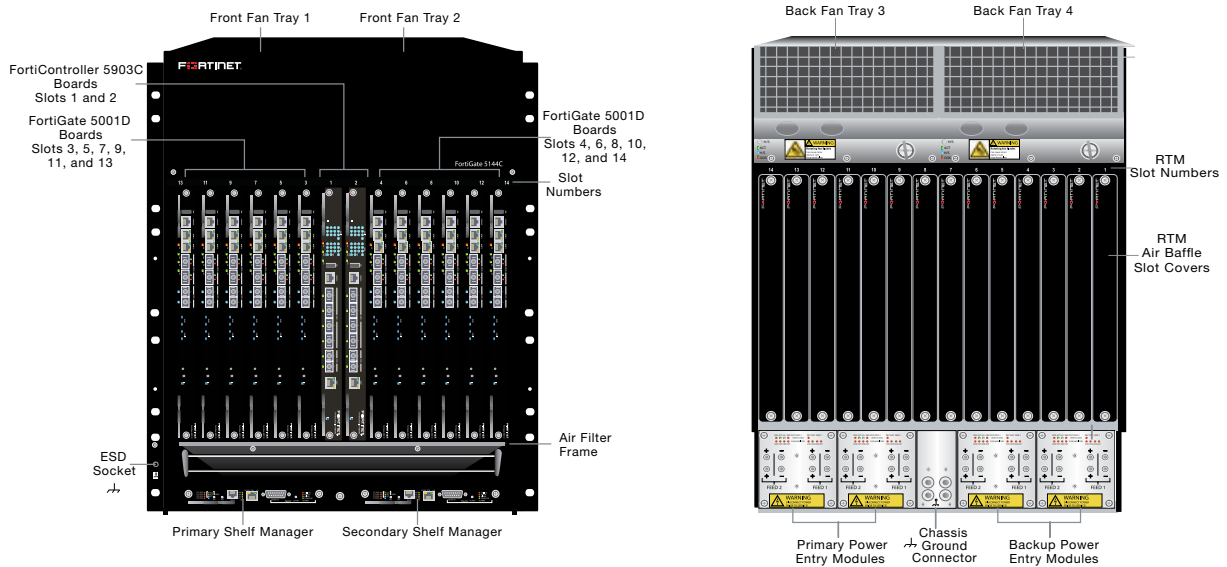 Front Fan Tray 1
Front Fan Tray 2
FORTINET
FortiController 5903C
Boards
Slots 1 and 2
FortiGate 5001D
Boards
Slots 3, 5, 7, 9,
11, and 13
FortiGate 5001D
Boards
Slots 4, 6, 8, 10,
12, and 14
FortiGate 5144C
Slot
Numbers
13 11 9 7 5 3 1 2 4 6 8 10 12 14
Air Filter
Frame
ESD
Socket
Primary Shelf Manager
Secondary Shelf Manager
Back Fan Tray 3
Back Fan Tray 4
WARNING
WARNING
RTM
Slot Numbers
14 13 12 11 10 9 8 7 6 5 4 3 2 1
RTM
Air Baffle
Slot Covers
FEED 2
FEED 1
FEED 2
FEED 1
FEED 2
FEED 1
FEED 2
FEED 1
WARNING
WARNING
WARNING
WARNING
Primary Power
Entry Modules
Chassis
Ground
Connector
Backup Power
Entry Modules